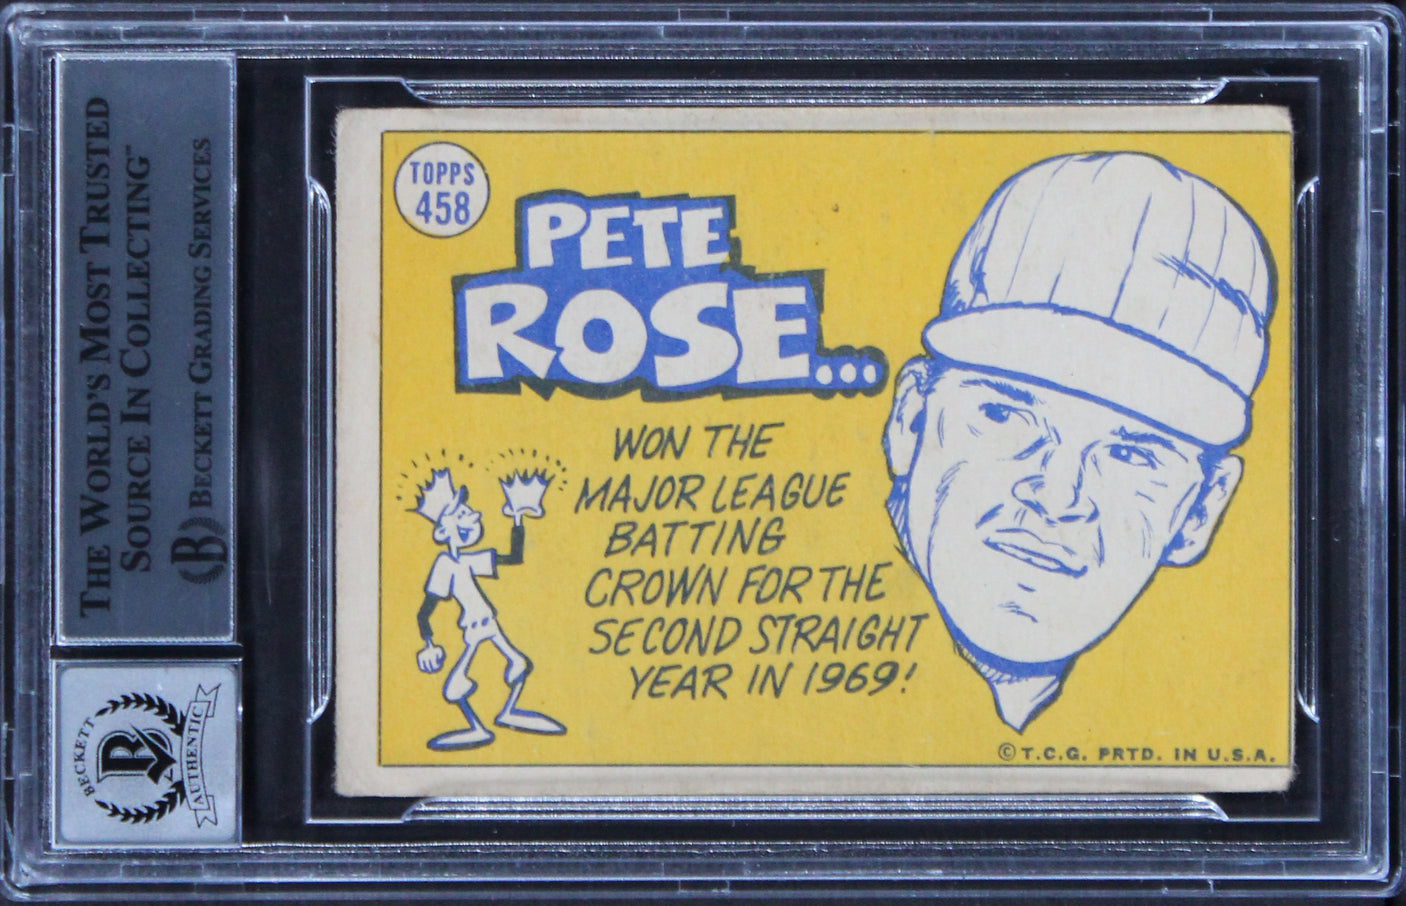 THE WORLD'S MOST TRUSTED
SOURCE IN COLLECTING™
B BECKETT GRADING SERVICES
BECKETT
B
AUTHENTIC
TOPPS
458
PETE
ROSE...
WON THE
MAJOR LEAGUE
BATTING
CROWN FOR THE
SECOND STRAIGHT
YEAR IN 1969!
© T.C.G. PRTD. IN U.S.A.